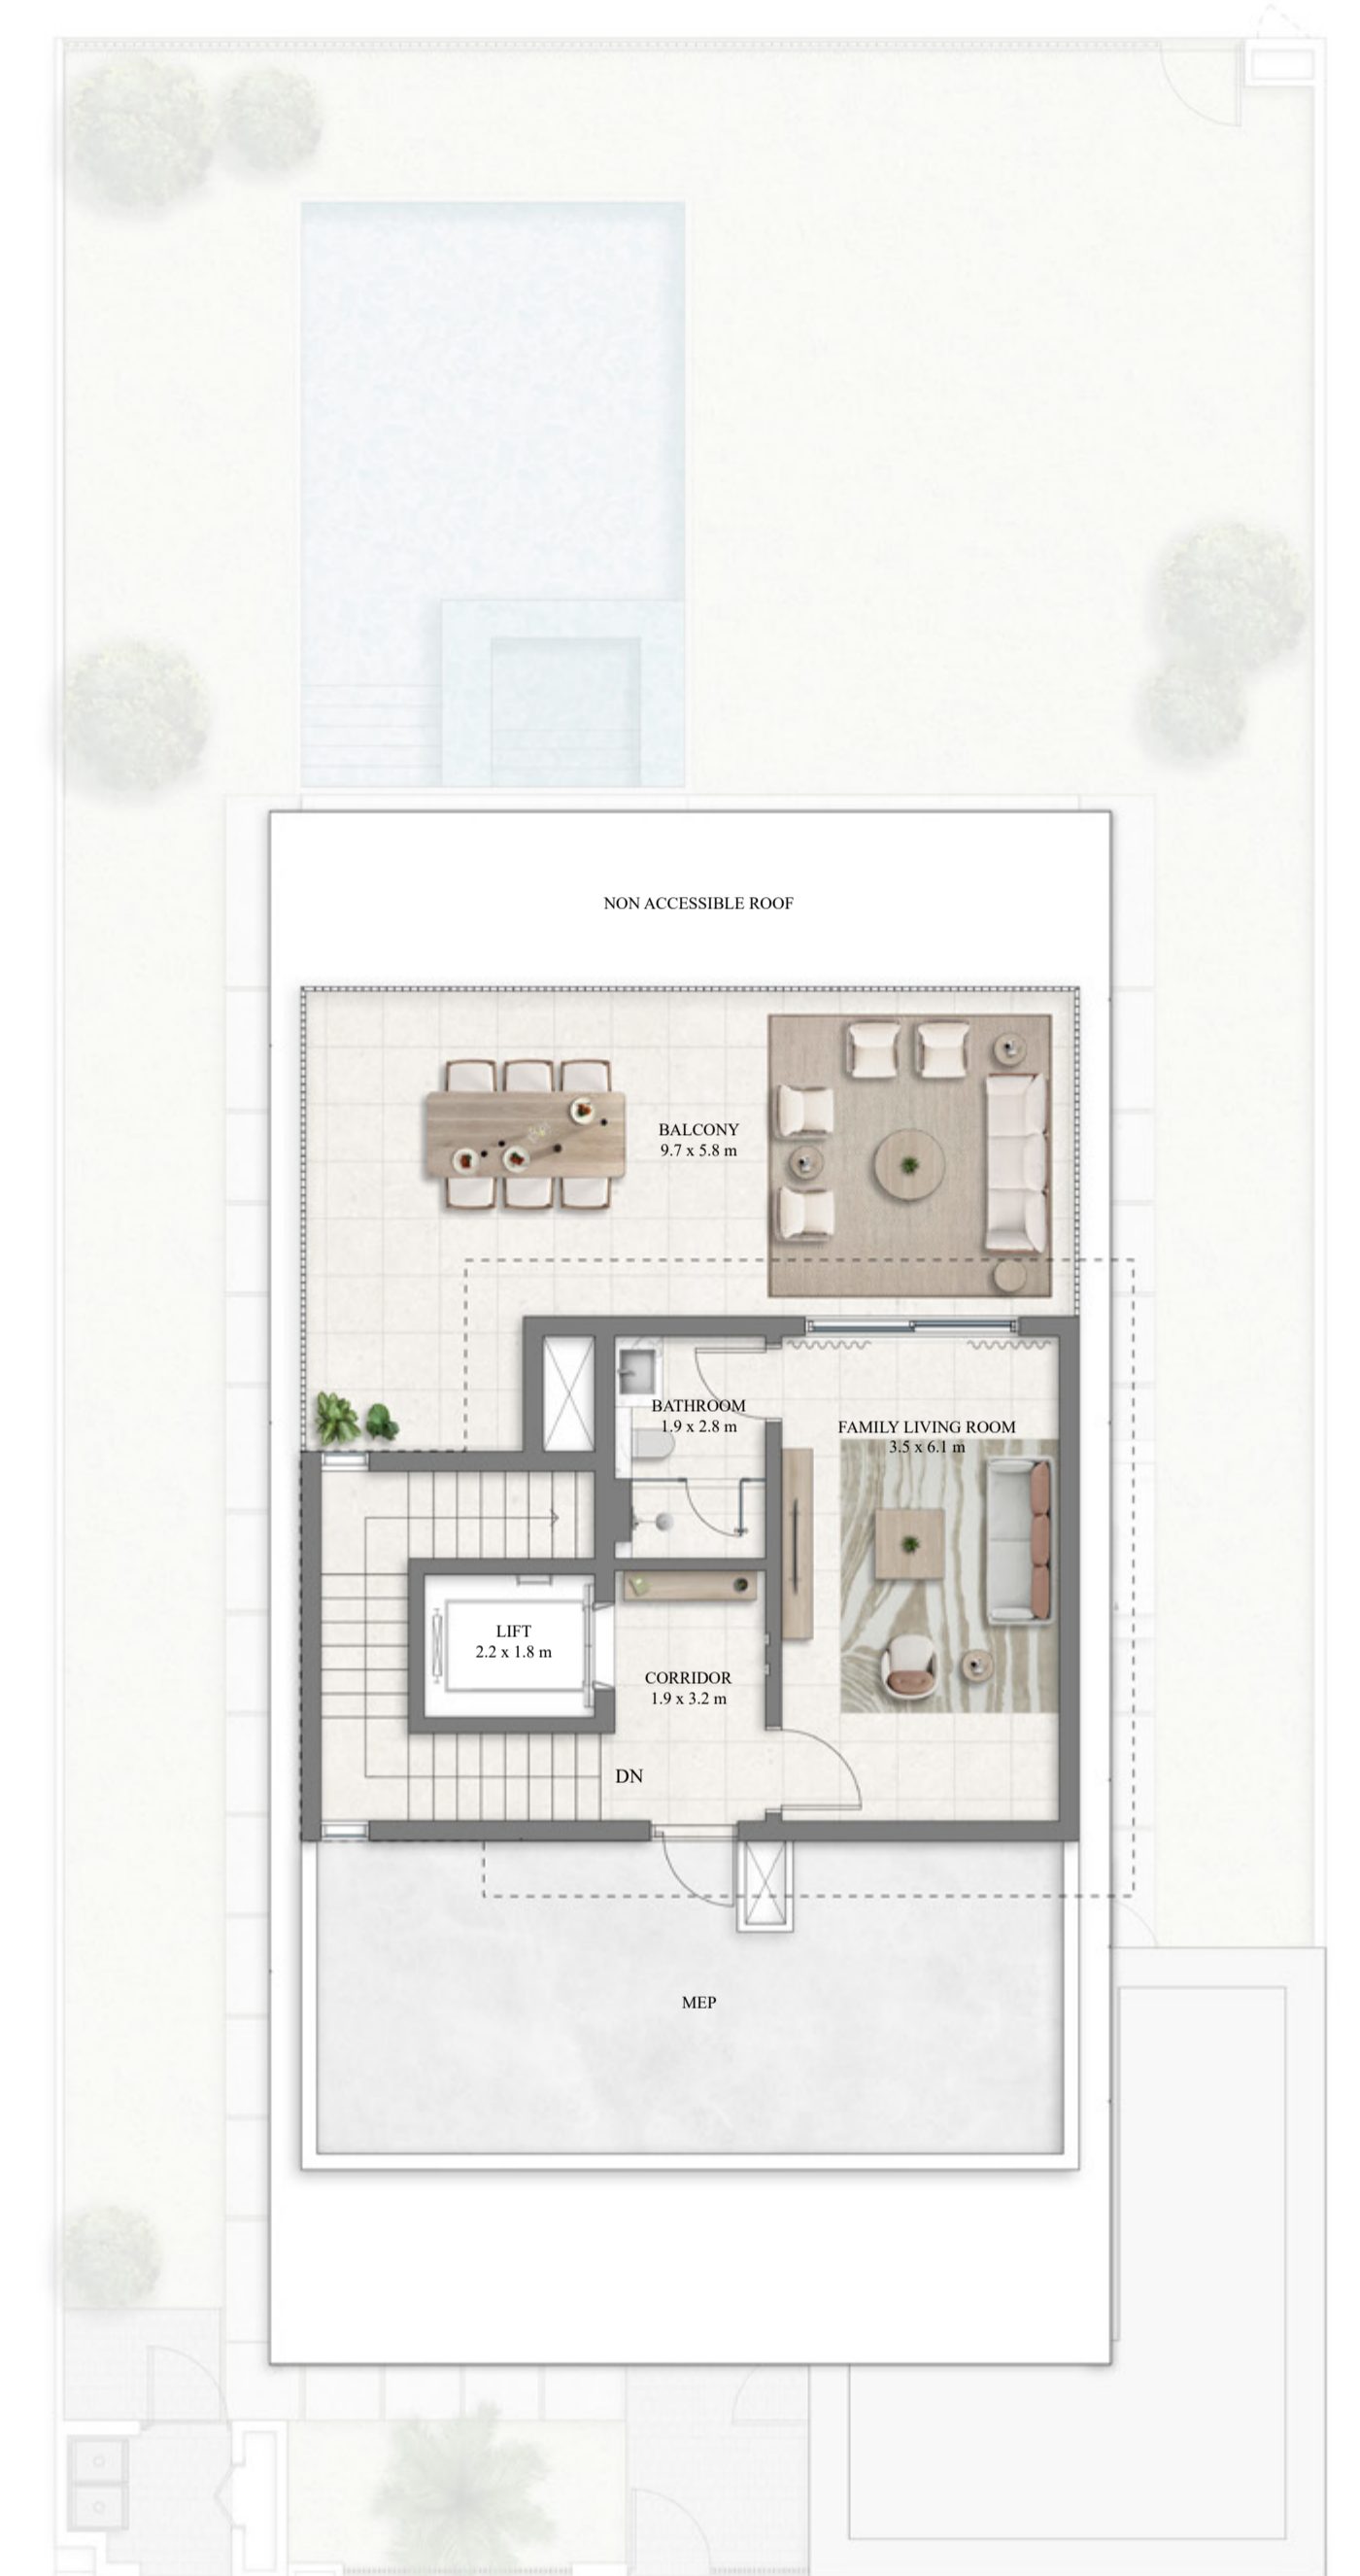 NON ACCESSIBLE ROOF
BALCONY
9.7 x 5.8 m
BATHROOM
1.9 x 2.8 m
FAMILY LIVING ROOM
3.5 x 6.1 m
LIFT
2.2 x 1.8 m
CORRIDOR
1.9 x 3.2 m
DN
MEP